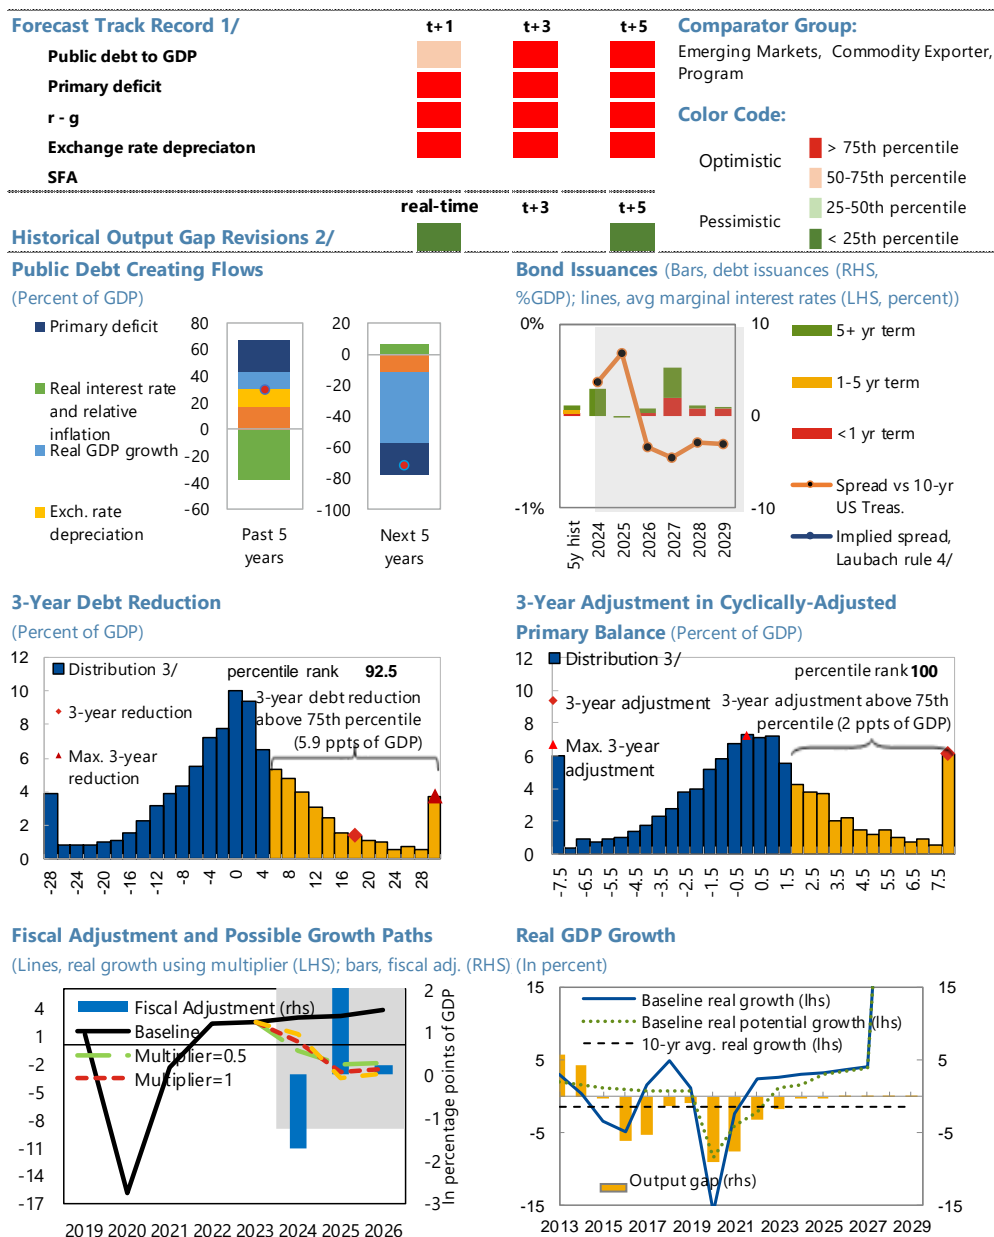 Forecast Track Record 1/ t+1 t+3 t+5 Comparator Group:
Public debt to GDP
Emerging Markets, Commodity Exporter,
Program
Primary deficit
r - g
Exchange rate depreciaton
SFA
Color Code:
Optimistic
> 75th percentile
50-75th percentile
Pessimistic
25-50th percentile
< 25th percentile
real-time t+3 t+5
Historical Output Gap Revisions 2/
Public Debt Creating Flows
(Percent of GDP)
Primary deficit
Real interest rate
and relative
inflation
Real GDP growth
Exch. rate
depreciation
80
60
40
20
0
-20
-40
-60
Past 5
years
20
0
-20
-40
-60
-80
-100
Next 5
years
Bond Issuances (Bars, debt issuances (RHS,
%GDP); lines, avg marginal interest rates (LHS, percent))
0%
-1%
10
0
-10
5y hist
2024
2025
2026
2027
2028
2029
5+ yr term
1-5 yr term
<1 yr term
Spread vs 10-yr
US Treas.
Implied spread,
Laubach rule 4/
3-Year Debt Reduction
(Percent of GDP)
12
10
8
6
4
2
0
Distribution 3/
3-year reduction
Max. 3-year
reduction
percentile rank 92.5
3-year debt reduction
above 75th percentile
(5.9 ppts of GDP)
-28
-24
-20
-16
-12
-8
-4
0
4
8
12
16
20
24
28
3-Year Adjustment in Cyclically-Adjusted
Primary Balance (Percent of GDP)
12
10
8
6
4
2
0
Distribution 3/
3-year adjustment
Max. 3-year
adjustment
percentile rank 100
3-year adjustment above 75th
percentile (2 ppts of GDP)
-7.5
-6.5
-5.5
-4.5
-3.5
-2.5
-1.5
-0.5
0.5
1.5
2.5
3.5
4.5
5.5
6.5
7.5
Fiscal Adjustment and Possible Growth Paths
(Lines, real growth using multiplier (LHS); bars, fiscal adj. (RHS) (In percent)
4
1
-2
-5
-8
-11
-14
-17
Fiscal Adjustment (rhs)
Baseline
Multiplier=0.5
Multiplier=1
2
1
0
-1
-2
-3
In percentage points of GDP
2019 2020 2021 2022 2023 2024 2025 2026
Real GDP Growth
15
5
-5
-15
Baseline real growth (lhs)
Baseline real potential growth (lhs)
10-yr avg. real growth (lhs)
Output gap (rhs)
15
5
-5
-15
2013 2015 2017 2019 2021 2023 2025 2027 2029